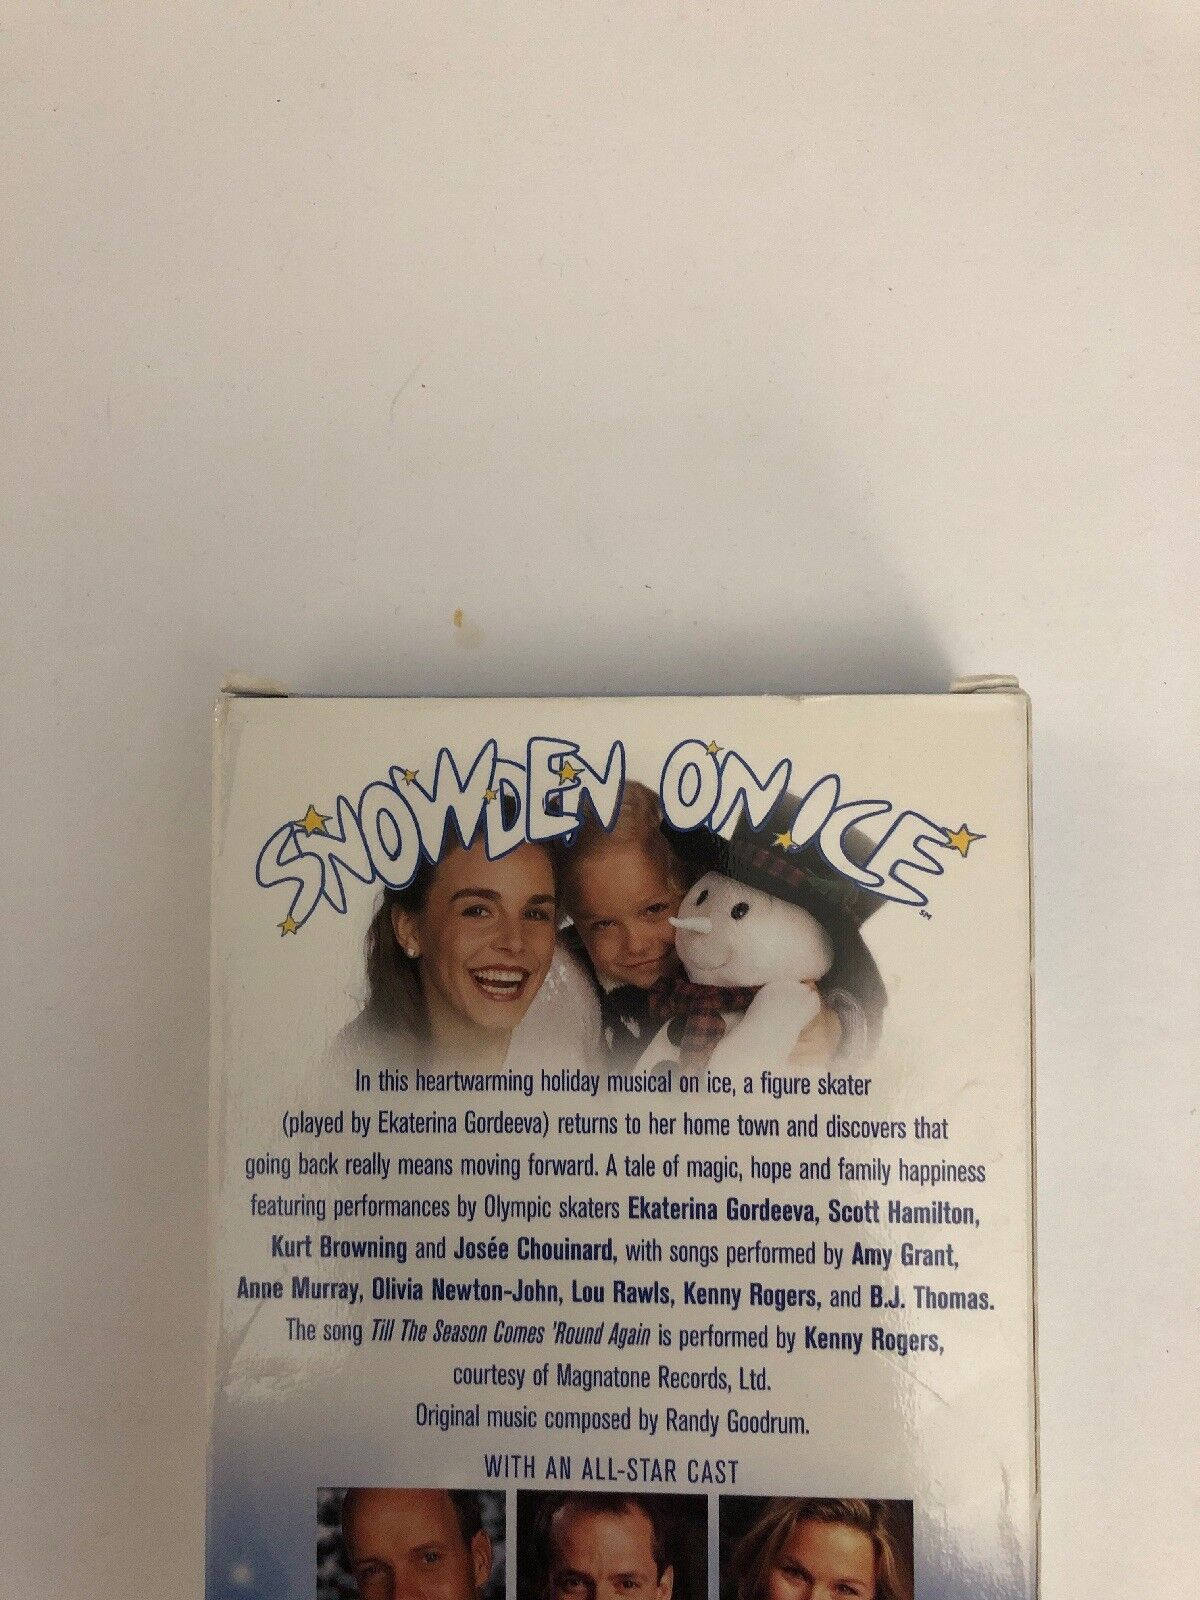 SNOWDEN ON ICE
SM
In this heartwarming holiday musical on ice, a figure skater
(played by Ekaterina Gordeeva) returns to her home town and discovers that
going back really means moving forward. A tale of magic, hope and family happiness
featuring performances by Olympic skaters Ekaterina Gordeeva, Scott Hamilton,
Kurt Browning and Josée Chouinard, with songs performed by Amy Grant,
Anne Murray, Olivia Newton-John, Lou Rawls, Kenny Rogers, and B.J. Thomas.
The song Till The Season Comes 'Round Again is performed by Kenny Rogers,
courtesy of Magnatone Records, Ltd.
Original music composed by Randy Goodrum.
WITH AN ALL-STAR CAST